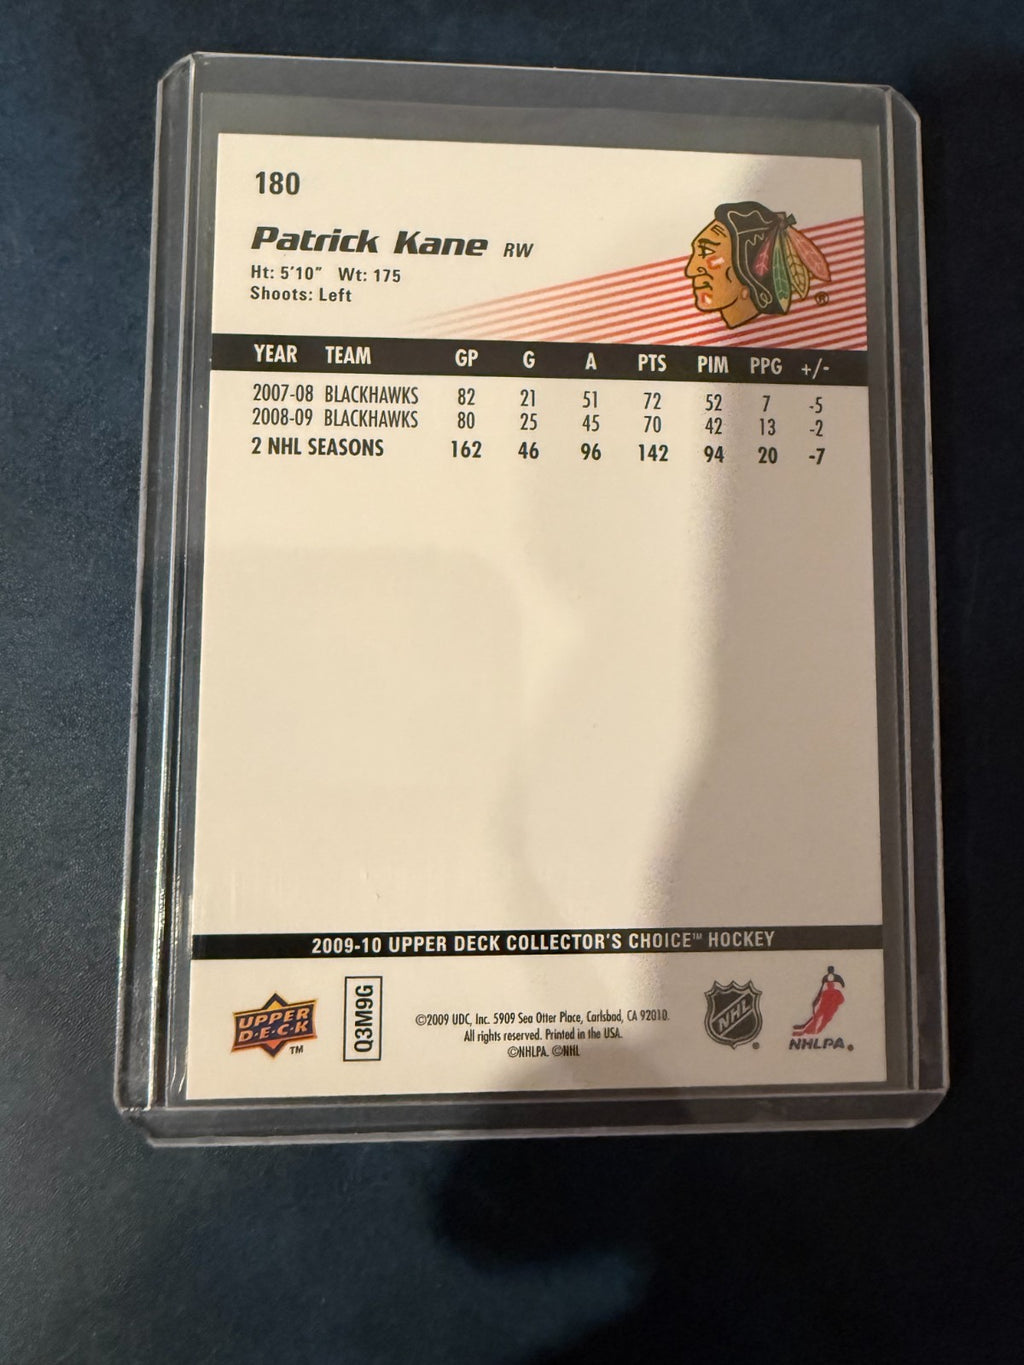 180
Patrick Kane RW
Ht: 5'10" Wt: 175
Shoots: Left
YEAR TEAM GP G A PTS PIM PPG +/-
2007-08 BLACKHAWKS 82 21 51 72 52 7 -5
2008-09 BLACKHAWKS 80 25 45 70 42 13 -2
2 NHL SEASONS 162 46 96 142 94 20 -7
2009-10 UPPER DECK COLLECTOR'S CHOICE™ HOCKEY
UPPER
D·E·C·K
™
Q3M9G
©2009 UDC, Inc. 5909 Sea Otter Place, Carlsbad, CA 92010.
All rights reserved. Printed in the USA.
©NHLPA. ©NHL
NHL
®
NHLPA®
®